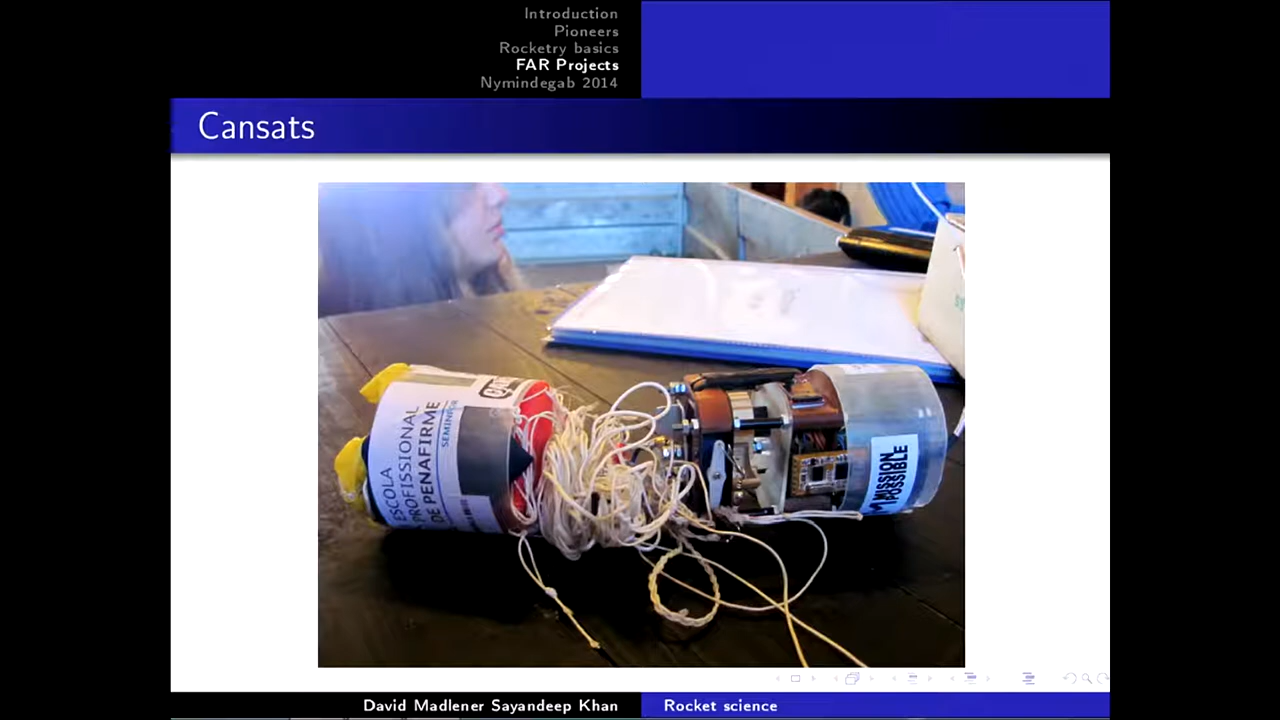 Introduction
Pioneers
Rocketry basics
FAR Projects
Nymindegab 2014
Cansats
ESCOLA
PROFISSIONAL
DE PENAFIRME
MISSION
POSSIBLE
David Madlener Sayandeep Khan
Rocket science